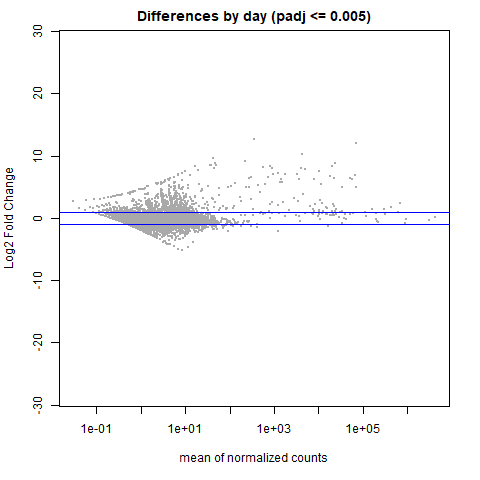 Differences by day (padj <= 0.005)
30
20
10
0
-10
-20
-30
Log2 Fold Change
1e-01 1e+01 1e+03 1e+05
mean of normalized counts